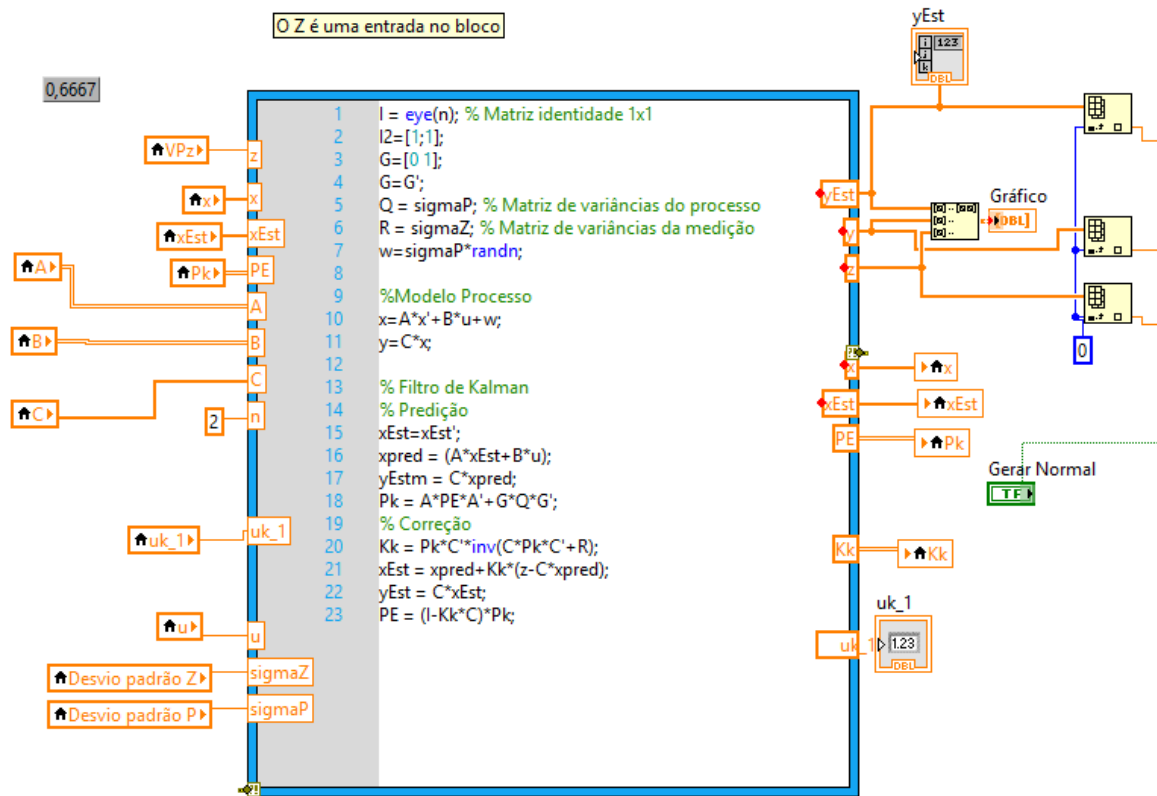 O Z é uma entrada no bloco
yEst
i 123
j
k
DBL
0,6667
1 I = eye(n); % Matriz identidade 1x1
2 I2=[1;1];
3 G=[0 1];
4 G=G';
5 Q = sigmaP; % Matriz de variâncias do processo
6 R = sigmaZ; % Matriz de variâncias da medição
7 w=sigmaP*randn;
8
9 %Modelo Processo
10 x=A*x'+B*u+w;
11 y=C*x;
12
13 % Filtro de Kalman
14 % Predição
15 xEst=xEst';
16 xpred = (A*xEst+B*u);
17 yEstm = C*xpred;
18 Pk = A*PE*A'+G*Q*G';
19 % Correção
20 Kk = Pk*C'*inv(C*Pk*C'+R);
21 xEst = xpred+Kk*(z-C*xpred);
22 yEst = C*xEst;
23 PE = (I-Kk*C)*Pk;
VPz z
x x
xEst xEst
Pk PE
A A
B B
C C
2 n
uk_1 uk_1
u u
Desvio padrão Z sigmaZ
Desvio padrão P sigmaP
yEst
y
z
Gráfico
DBL]
0
x x
xEst xEst
PE Pk
Gerar Normal
TF
Kk Kk
uk_1
uk_1 1.23
DBL